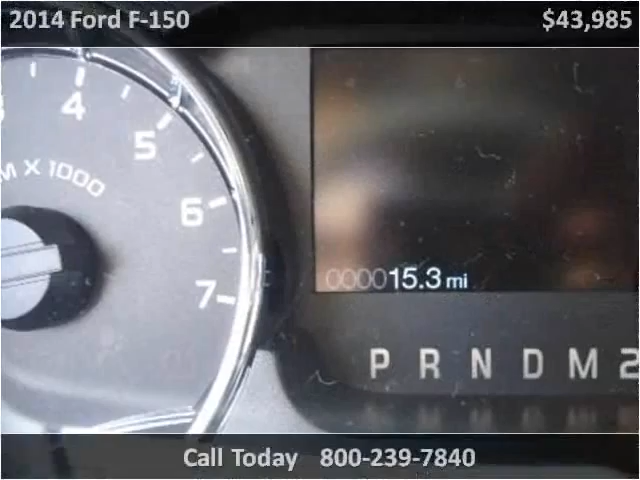 2014 Ford F-150 $43,985
4
5
6
7
M X 1000
000015.3 mi
P R N D M 2
Call Today 800-239-7840